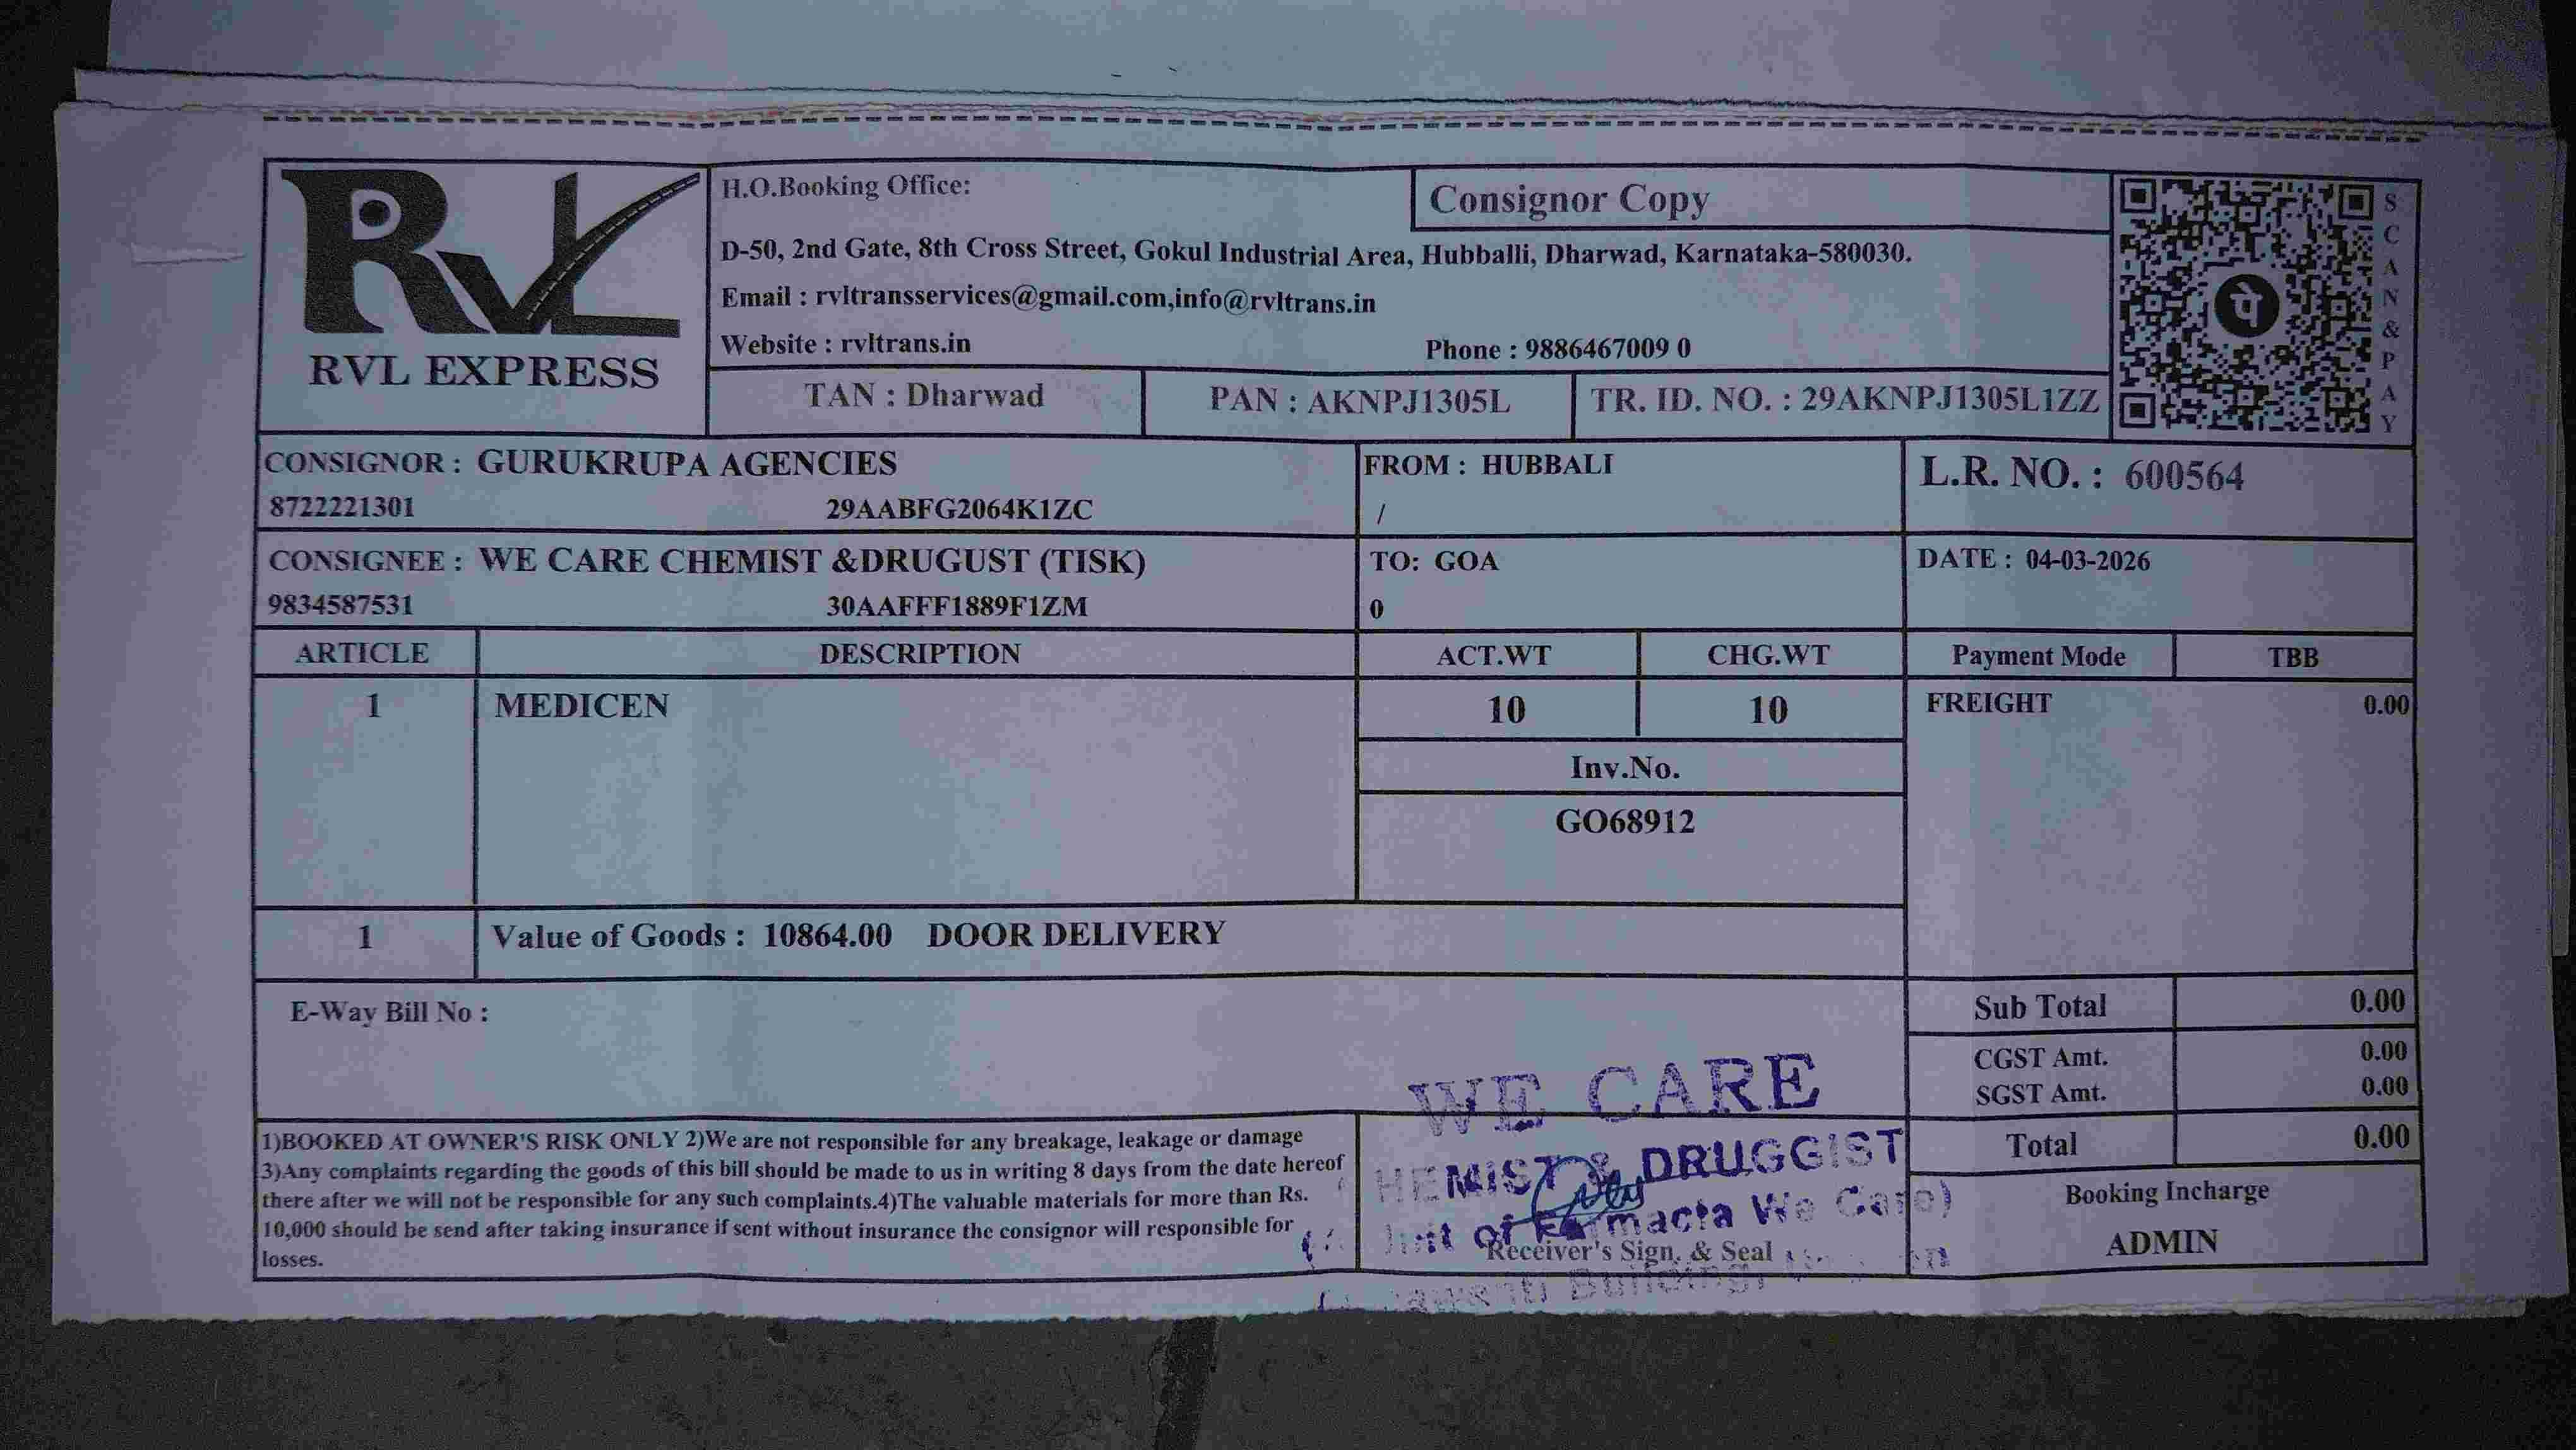 RVL
RVL EXPRESS
H.O.Booking Office:
Consignor Copy
D-50, 2nd Gate, 8th Cross Street, Gokul Industrial Area, Hubballi, Dharwad, Karnataka-580030.
Email : rvltransservices@gmail.com,info@rvltrans.in
Website : rvltrans.in Phone : 9886467009 0
TAN : Dharwad PAN : AKNPJ1305L TR. ID. NO. : 29AKNPJ1305L1ZZ
SCAN & PAY
पे
CONSIGNOR : GURUKRUPA AGENCIES FROM : HUBBALI L.R. NO. : 600564
8722221301 29AABFG2064K1ZC /
CONSIGNEE : WE CARE CHEMIST &DRUGUST (TISK) TO: GOA DATE : 04-03-2026
9834587531 30AAFFF1889F1ZM 0
ARTICLE DESCRIPTION ACT.WT CHG.WT Payment Mode TBB
1 MEDICEN 10 10 FREIGHT 0.00
Inv.No.
GO68912
1 Value of Goods : 10864.00 DOOR DELIVERY
E-Way Bill No :
Sub Total 0.00
CGST Amt. 0.00
SGST Amt. 0.00
Total 0.00
Booking Incharge
ADMIN
1)BOOKED AT OWNER'S RISK ONLY 2)We are not responsible for any breakage, leakage or damage
3)Any complaints regarding the goods of this bill should be made to us in writing 8 days from the date hereof
there after we will not be responsible for any such complaints.4)The valuable materials for more than Rs.
10,000 should be send after taking insurance if sent without insurance the consignor will responsible for
losses.
WE CARE
HEMIST & DRUGGIST
of We Care)
Receiver's Sign. & Seal
Building,